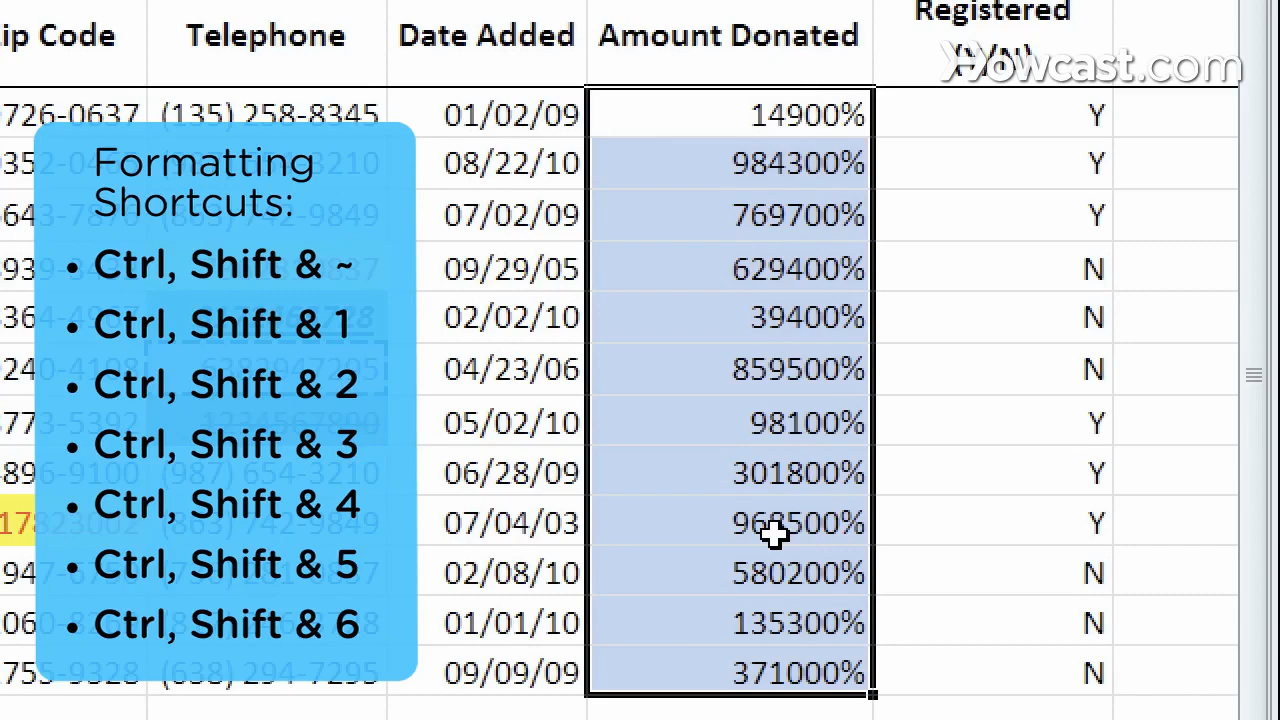 Registered
ip Code Telephone Date Added Amount Donated (Y/N)
Howcast.com
726-0637 (135) 258-8345 01/02/09 14900% Y
08/22/10 984300% Y
07/02/09 769700% Y
09/29/05 629400% N
02/02/10 39400% N
04/23/06 859500% N
05/02/10 98100% Y
06/28/09 301800% Y
07/04/03 968500% Y
02/08/10 580200% N
01/01/10 135300% N
09/09/09 371000% N
Formatting
Shortcuts:
• Ctrl, Shift & ~
• Ctrl, Shift & 1
• Ctrl, Shift & 2
• Ctrl, Shift & 3
• Ctrl, Shift & 4
• Ctrl, Shift & 5
• Ctrl, Shift & 6